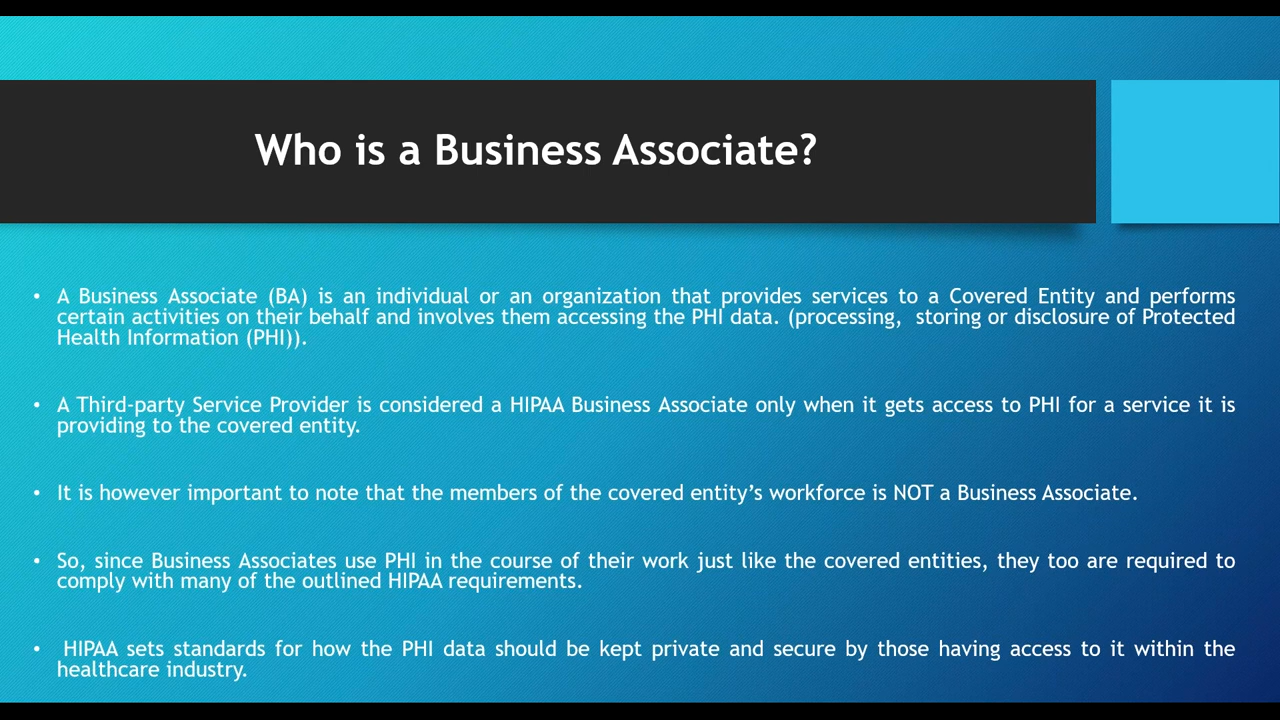 Who is a Business Associate?
• A Business Associate (BA) is an individual or an organization that provides services to a Covered Entity and performs
certain activities on their behalf and involves them accessing the PHI data. (processing,  storing or disclosure of Protected
Health Information (PHI)).
• A Third-party Service Provider is considered a HIPAA Business Associate only when it gets access to PHI for a service it is
providing to the covered entity.
• It is however important to note that the members of the covered entity’s workforce is NOT a Business Associate.
• So, since Business Associates use PHI in the course of their work just like the covered entities, they too are required to
comply with many of the outlined HIPAA requirements.
• HIPAA sets standards for how the PHI data should be kept private and secure by those having access to it within the
healthcare industry.